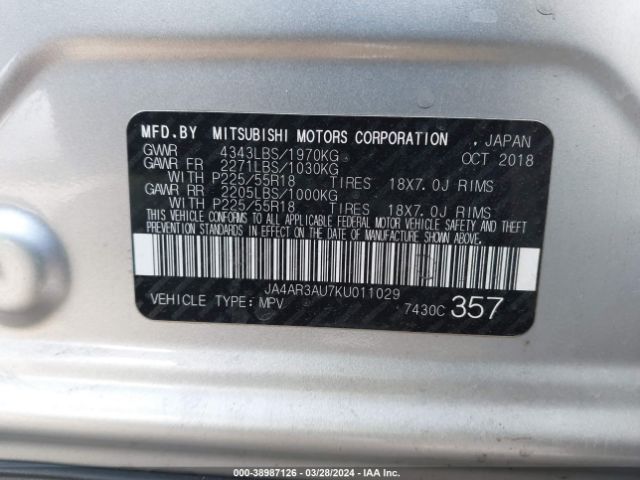 MFD.BY MITSUBISHI MOTORS CORPORATION , JAPAN
GVWR 4343LBS/1970KG OCT 2018
GAWR FR 2271LBS/1030KG
WITH P225/55R18 TIRES 18X7.0J RIMS
GAWR RR 2205LBS/1000KG
WITH P225/55R18 TIRES 18X7.0J RIMS
THIS VEHICLE CONFORMS TO ALL APPLICABLE FEDERAL MOTOR VEHICLE SAFETY AND THEFT
PREVENTION STANDARDS IN EFFECT ON THE DATE OF MANUFACTURE SHOWN ABOVE.
JA4AR3AU7KU011029
VEHICLE TYPE:MPV 7430C 357
000-38987126 - 03/28/2024 - IAAI.COM